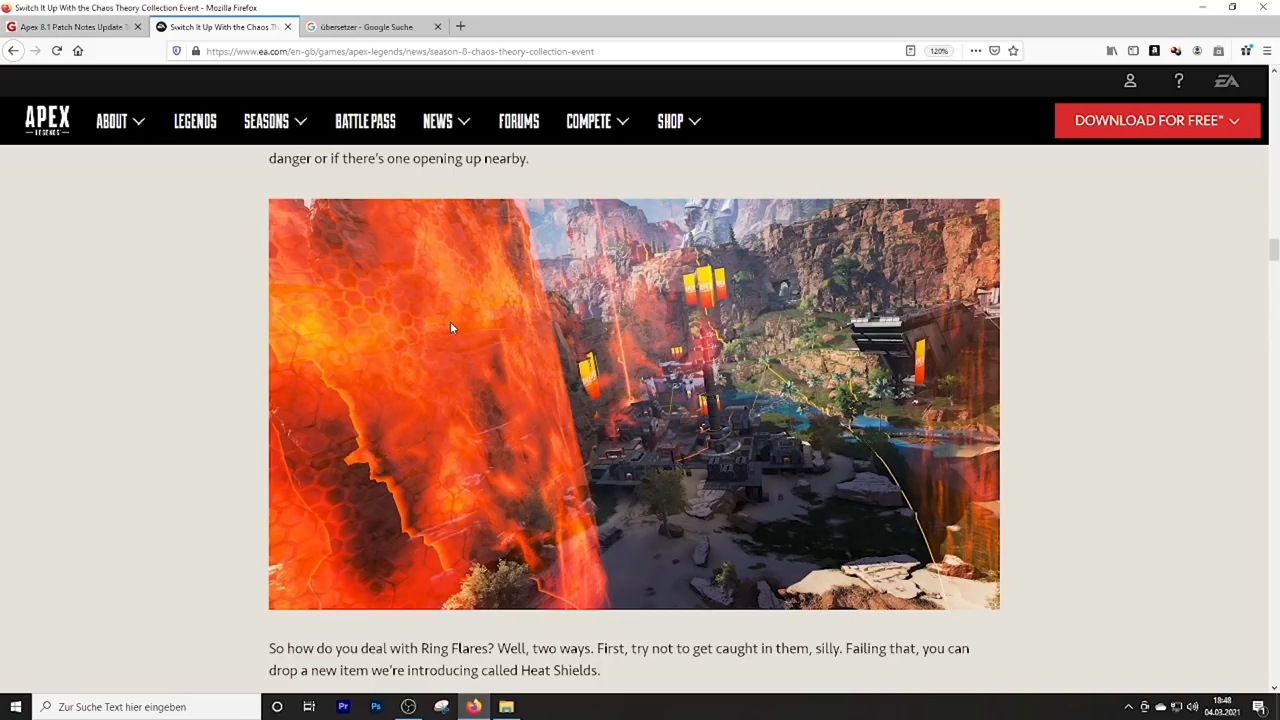 Switch It Up With the Chaos Theory Collection Event - Mozilla Firefox
Apex 8.1 Patch Notes Update
Switch It Up With the Chaos Th
übersetzer - Google Suche
https://www.ea.com/en-gb/games/apex-legends/news/season-8-chaos-theory-collection-event
120%
EA
APEX
LEGENDS
ABOUT
LEGENDS
SEASONS
BATTLE PASS
NEWS
FORUMS
COMPETE
SHOP
DOWNLOAD FOR FREE*
danger or if there's one opening up nearby.
So how do you deal with Ring Flares? Well, two ways. First, try not to get caught in them, silly. Failing that, you can
drop a new item we're introducing called Heat Shields.
Zur Suche Text hier eingeben
Pr
Ps
18:48
04.03.2021